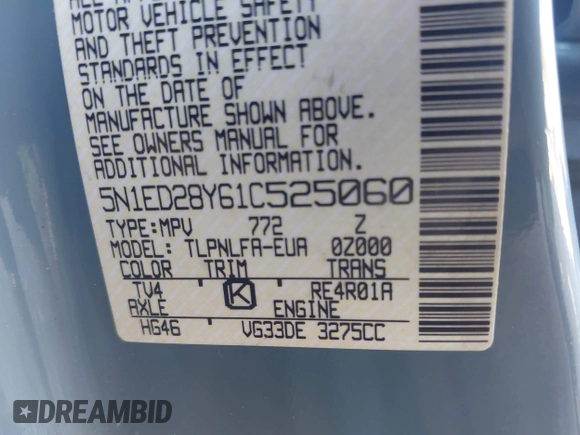 MOTOR VEHICLE SAFETY
AND THEFT PREVENTION
STANDARDS IN EFFECT
ON THE DATE OF
MANUFACTURE SHOWN ABOVE.
SEE OWNERS MANUAL FOR
ADDITIONAL INFORMATION.
5N1ED28Y61C525060
TYPE:MPV 772 Z
MODEL: TLPNLFA-EUA 0Z000
COLOR TRIM TRANS
TV4 K RE4R01A
AXLE ENGINE
HG46 VG33DE 3275CC
DREAMBID